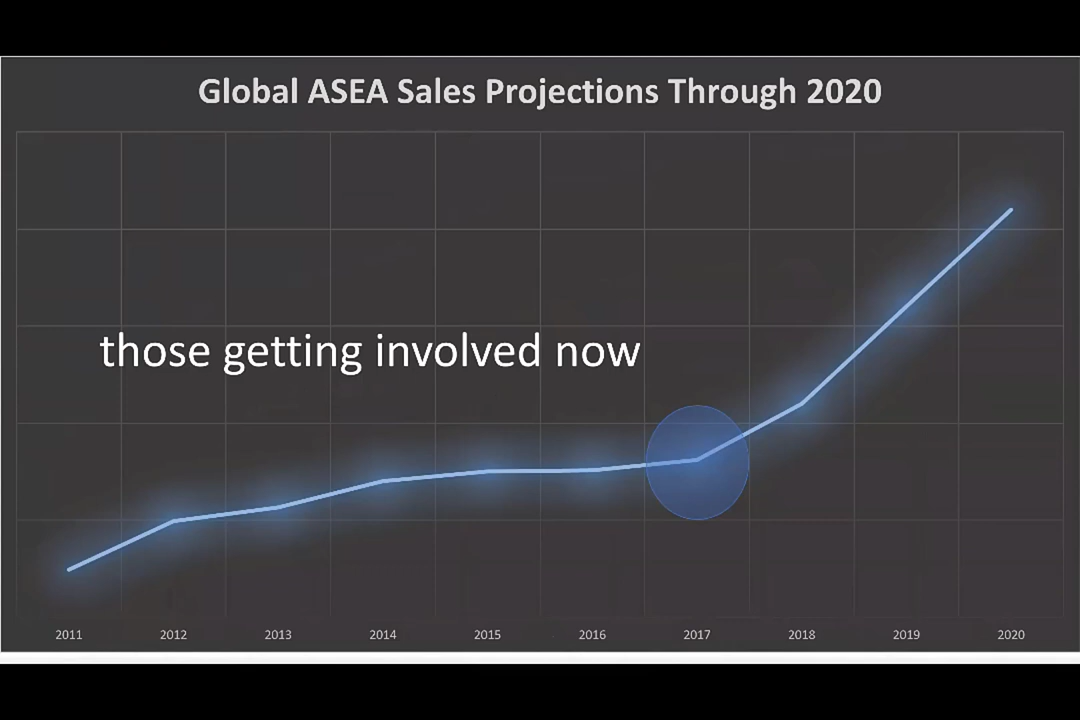 Global ASEA Sales Projections Through 2020
those getting involved now
2011 2012 2013 2014 2015 2016 2017 2018 2019 2020